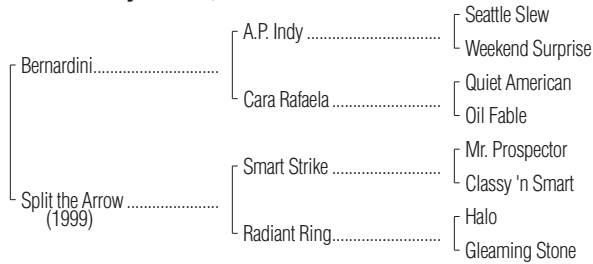 Seattle Slew
A.P. Indy ..............................
Weekend Surprise
Bernardini............................
Quiet American
Cara Rafaela ........................
Oil Fable
Mr. Prospector
Smart Strike ........................
Classy 'n Smart
Split the Arrow ....................
(1999)
Halo
Radiant Ring........................
Gleaming Stone